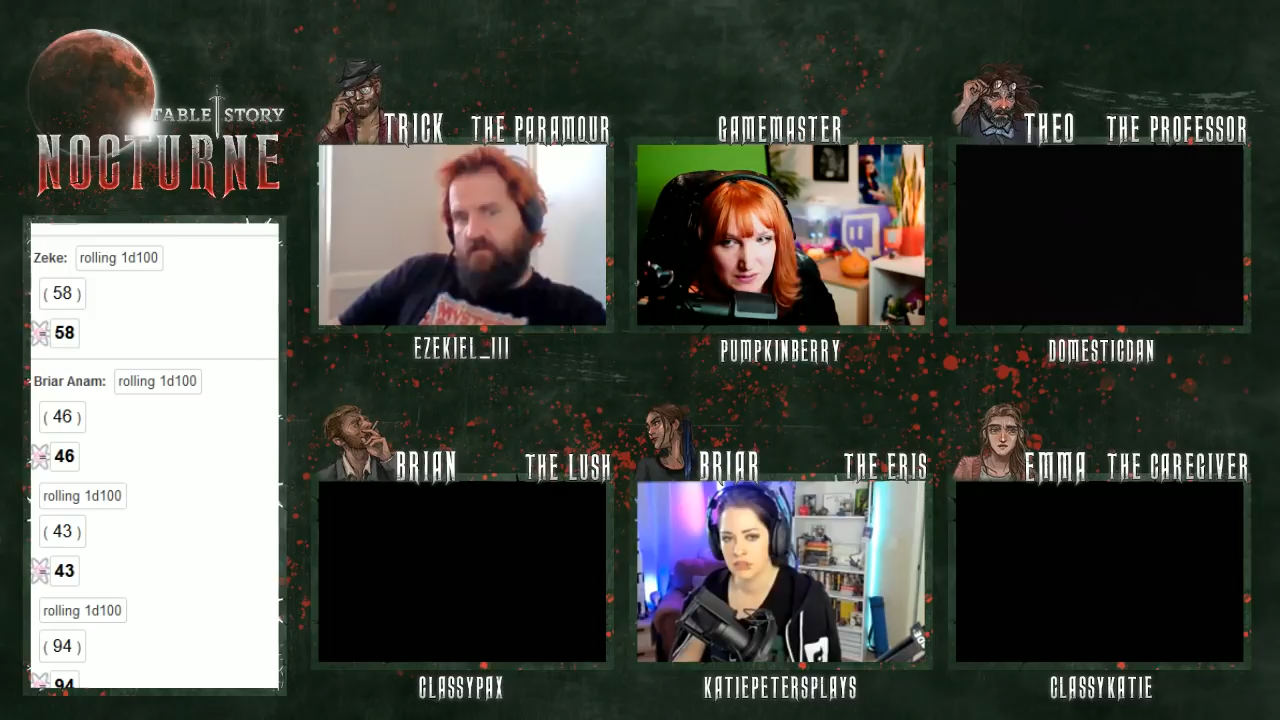 TABLE STORY
NOCTURNE
Zeke: rolling 1d100
( 58 )
= 58
Briar Anam: rolling 1d100
( 46 )
= 46
rolling 1d100
( 43 )
= 43
rolling 1d100
( 94 )
= 94
TRICK THE PARAMOUR
EZEKIEL_III
GAMEMASTER
PUMPKINBERRY
THEO THE PROFESSOR
DOMESTICDAN
BRIAN THE LUSH
CLASSYPAX
BRIAR THE ERIS
KATIEPETERSPLAYS
EMMA THE CAREGIVER
CLASSYKATIE